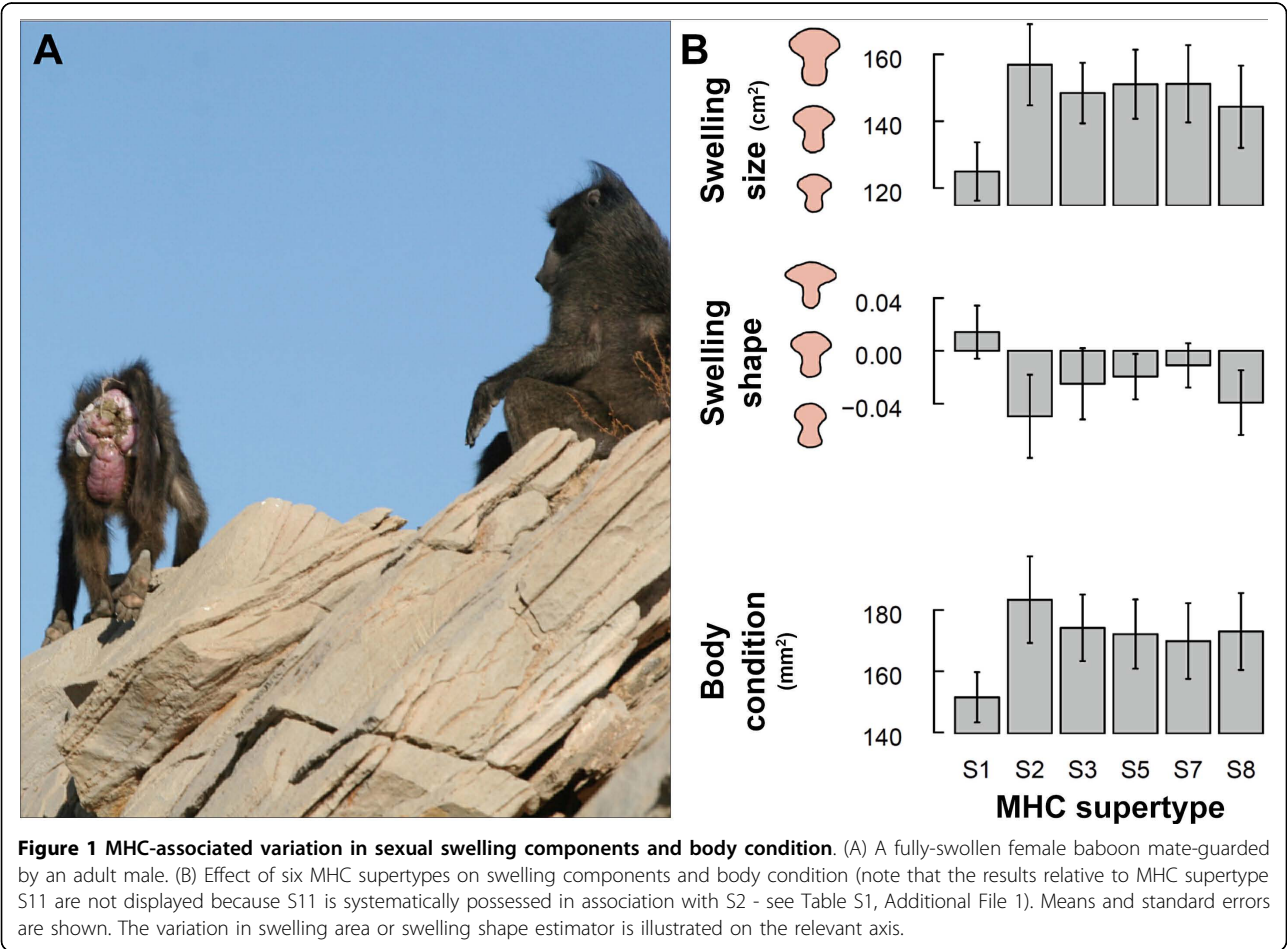 A
B
Swelling
size (cm²)
160
140
120
Swelling
shape
0.04
0.00
−0.04
Body
condition
(mm²)
180
160
140
S1 S2 S3 S5 S7 S8
MHC supertype
Figure 1 MHC-associated variation in sexual swelling components and body condition. (A) A fully-swollen female baboon mate-guarded
by an adult male. (B) Effect of six MHC supertypes on swelling components and body condition (note that the results relative to MHC supertype
S11 are not displayed because S11 is systematically possessed in association with S2 - see Table S1, Additional File 1). Means and standard errors
are shown. The variation in swelling area or swelling shape estimator is illustrated on the relevant axis.